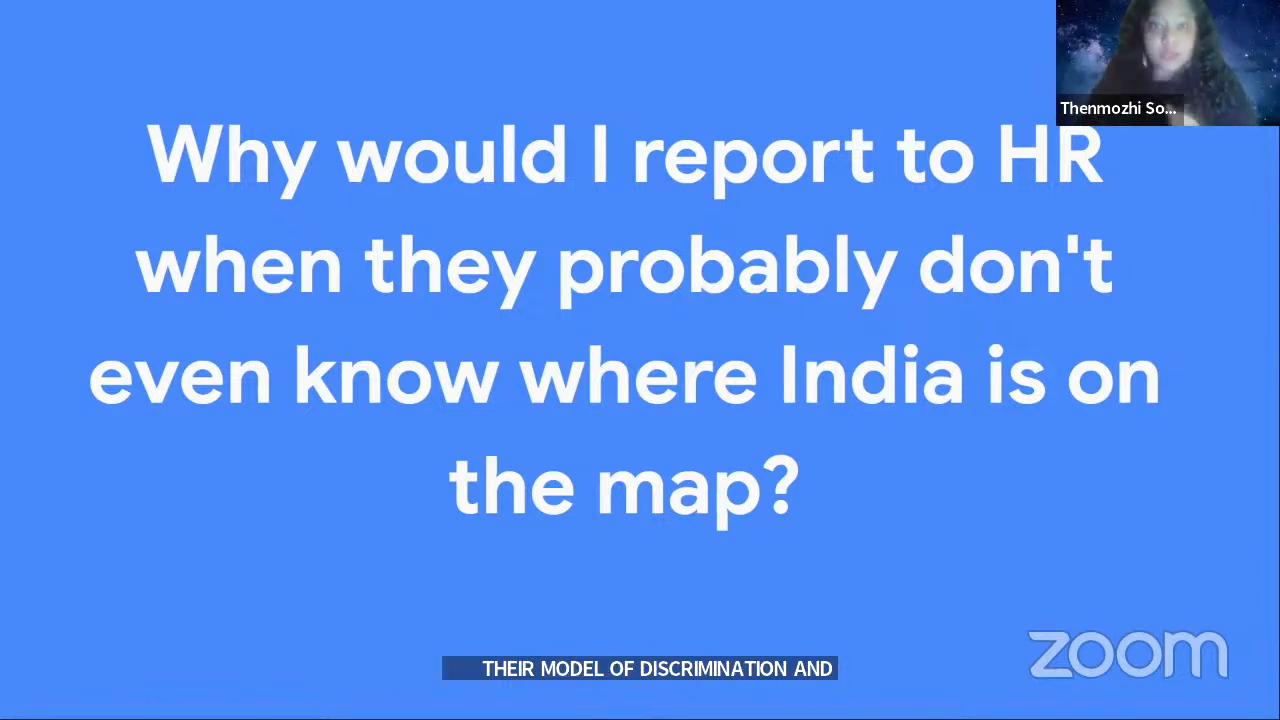 Thenmozhi So...
Why would I report to HR
when they probably don't
even know where India is on
the map?
THEIR MODEL OF DISCRIMINATION AND
zoom